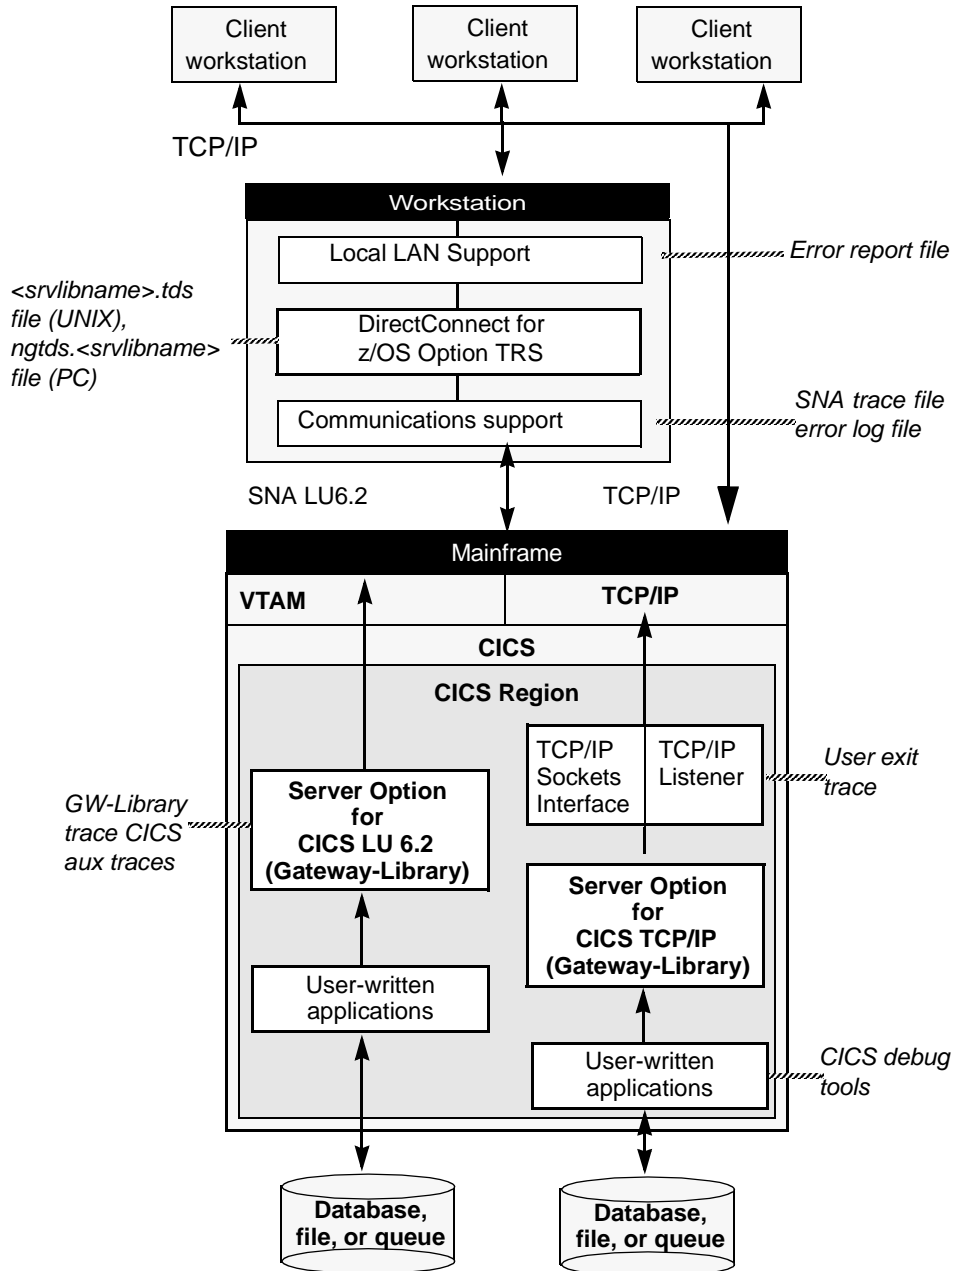 Client
workstation
Client
workstation
Client
workstation
TCP/IP
Workstation
Local LAN Support
Error report file
<srvlibname>.tds
file (UNIX),
ngtds.<srvlibname>
file (PC)
DirectConnect for
z/OS Option TRS
Communications support
SNA trace file
error log file
SNA LU6.2
TCP/IP
Mainframe
VTAM
TCP/IP
CICS
CICS Region
TCP/IP
Sockets
Interface
TCP/IP
Listener
User exit
trace
GW-Library
trace CICS
aux traces
Server Option
for
CICS LU 6.2
(Gateway-Library)
Server Option
for
CICS TCP/IP
(Gateway-Library)
User-written
applications
User-written
applications
CICS debug
tools
Database,
file, or queue
Database,
file, or queue